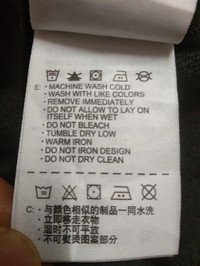 E: · MACHINE WASH COLD
· WASH WITH LIKE COLORS
· REMOVE IMMEDIATELY
· DO NOT ALLOW TO LAY ON
ITSELF WHEN WET
· DO NOT BLEACH
· TUMBLE DRY LOW
· WARM IRON
· DO NOT IRON DESIGN
· DO NOT DRY CLEAN
C: · 与颜色相似的制品一同水洗
· 立即哪走衣物
· 湿时不可平放
· 不可熨烫图案部分